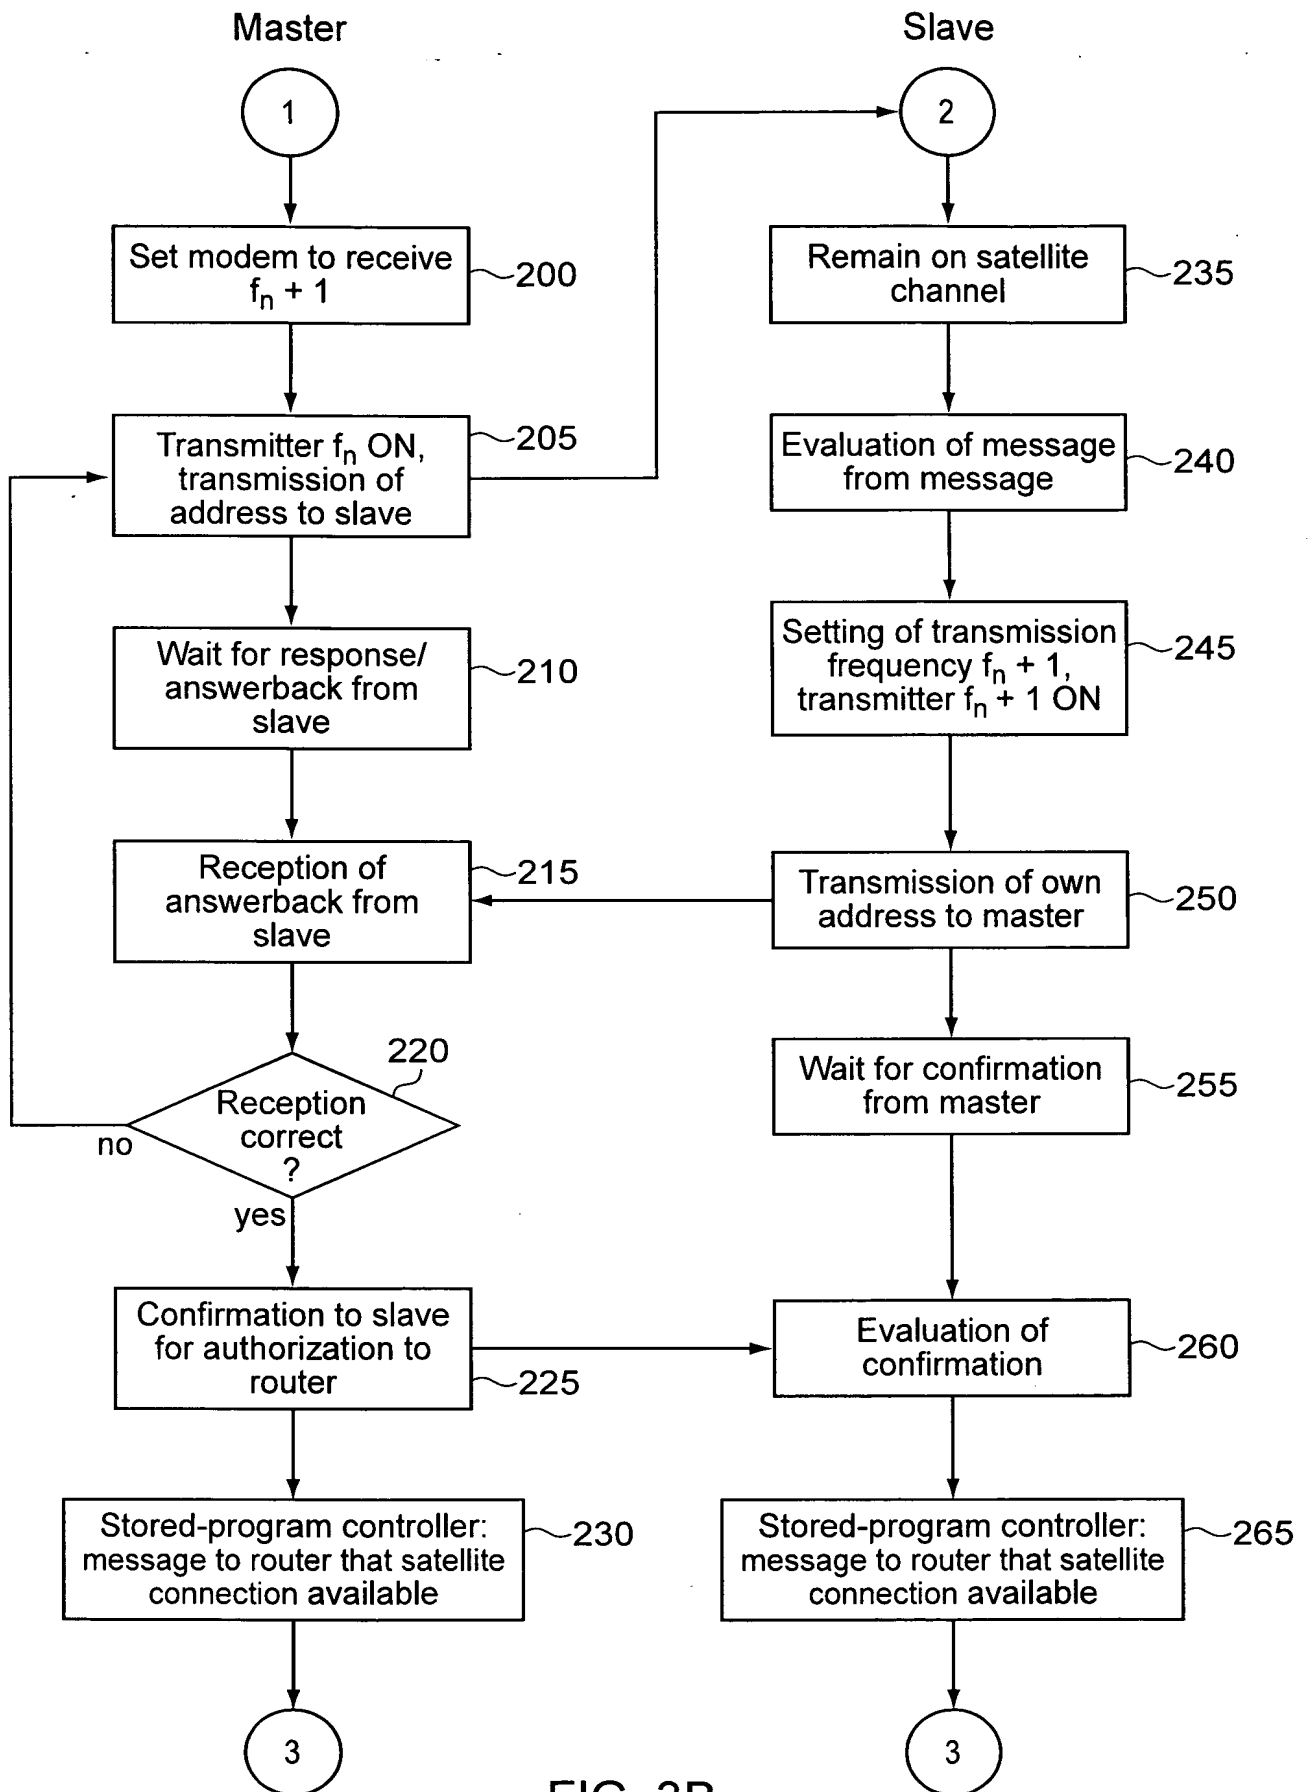 Master
1
Set modem to receive
fn + 1
200
Transmitter fn ON,
transmission of
address to slave
205
Wait for response/
answerback from
slave
210
Reception of
answerback from
slave
215
Reception
correct
?
220
no
yes
Confirmation to slave
for authorization to
router
225
Stored-program controller:
message to router that satellite
connection available
230
3
Slave
2
Remain on satellite
channel
235
Evaluation of message
from message
240
Setting of transmission
frequency fn + 1,
transmitter fn + 1 ON
245
Transmission of own
address to master
250
Wait for confirmation
from master
255
Evaluation of
confirmation
260
Stored-program controller:
message to router that satellite
connection available
265
3
FIG. 3B